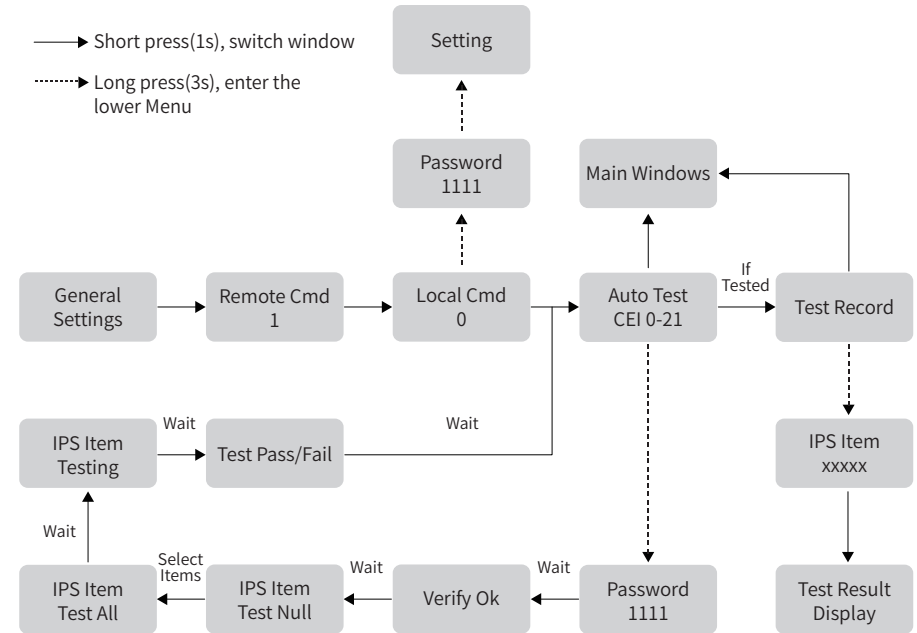 Short press(1s), switch window
Long press(3s), enter the
lower Menu
Setting
Password
1111
Main Windows
General
Settings
Remote Cmd
1
Local Cmd
0
Auto Test
CEI 0-21
If
Tested
Test Record
IPS Item
Testing
Wait
Test Pass/Fail
Wait
IPS Item
xxxxx
Wait
IPS Item
Test All
Select
Items
IPS Item
Test Null
Wait
Verify Ok
Wait
Password
1111
Test Result
Display